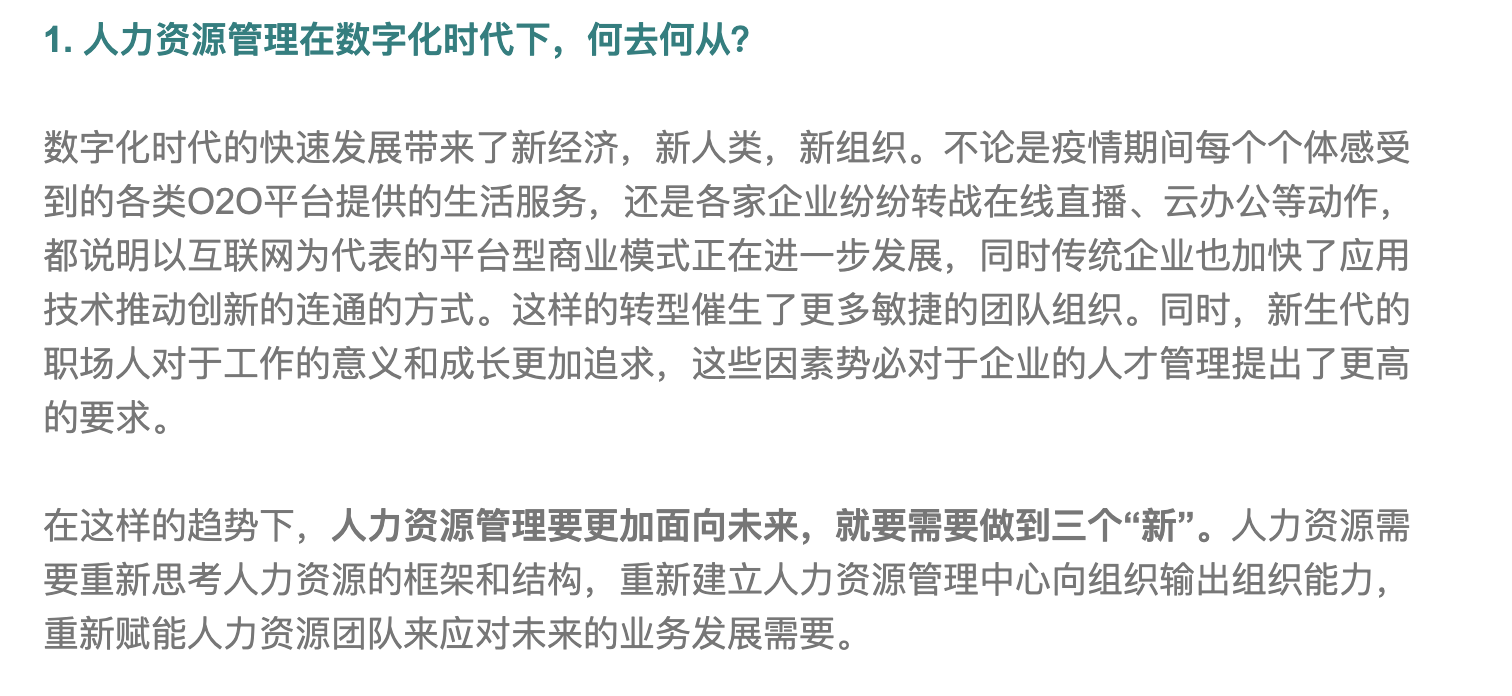 1. 人力资源管理在数字化时代下，何去何从？
数字化时代的快速发展带来了新经济，新人类，新组织。不论是疫情期间每个个体感受
到的各类O2O平台提供的生活服务，还是各家企业纷纷转战在线直播、云办公等动作，
都说明以互联网为代表的平台型商业模式正在进一步发展，同时传统企业也加快了应用
技术推动创新的连通的方式。这样的转型催生了更多敏捷的团队组织。同时，新生代的
职场人对于工作的意义和成长更加追求，这些因素势必对于企业的人才管理提出了更高
的要求。
在这样的趋势下，人力资源管理要更加面向未来，就要需要做到三个“新”。人力资源需
要重新思考人力资源的框架和结构，重新建立人力资源管理中心向组织输出组织能力，
重新赋能人力资源团队来应对未来的业务发展需要。